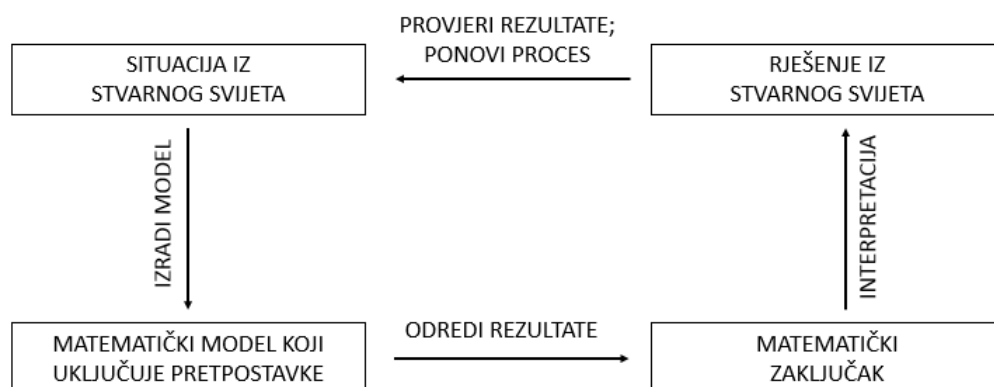 PROVJERI REZULTATE;
PONOVI PROCES
SITUACIJA IZ
STVARNOG SVIJETA
RJEŠENJE IZ
STVARNOG SVIJETA
IZRADI MODEL
INTERPRETACIJA
MATEMATIČKI MODEL KOJI
UKLJUČUJE PRETPOSTAVKE
ODREDI REZULTATE
MATEMATIČKI
ZAKLJUČAK